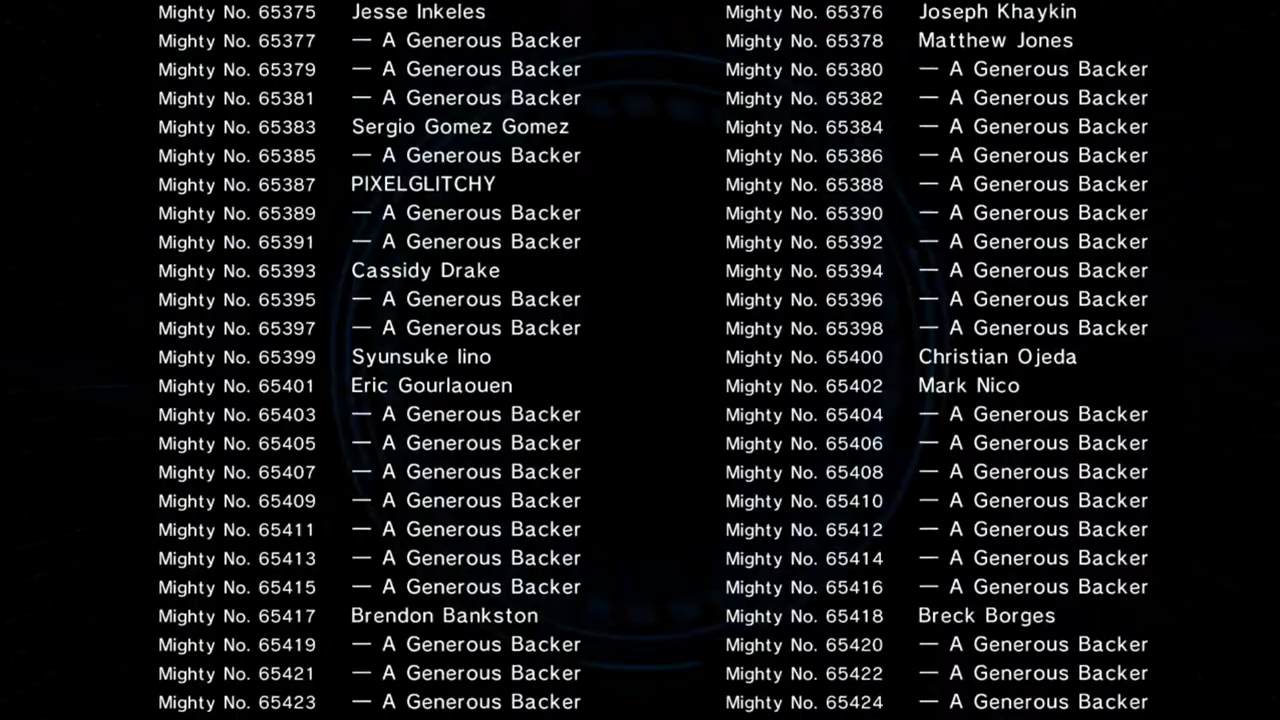 Mighty No. 65375 Jesse Inkeles Mighty No. 65376 Joseph Khaykin
Mighty No. 65377 — A Generous Backer Mighty No. 65378 Matthew Jones
Mighty No. 65379 — A Generous Backer Mighty No. 65380 — A Generous Backer
Mighty No. 65381 — A Generous Backer Mighty No. 65382 — A Generous Backer
Mighty No. 65383 Sergio Gomez Gomez Mighty No. 65384 — A Generous Backer
Mighty No. 65385 — A Generous Backer Mighty No. 65386 — A Generous Backer
Mighty No. 65387 PIXELGLITCHY Mighty No. 65388 — A Generous Backer
Mighty No. 65389 — A Generous Backer Mighty No. 65390 — A Generous Backer
Mighty No. 65391 — A Generous Backer Mighty No. 65392 — A Generous Backer
Mighty No. 65393 Cassidy Drake Mighty No. 65394 — A Generous Backer
Mighty No. 65395 — A Generous Backer Mighty No. 65396 — A Generous Backer
Mighty No. 65397 — A Generous Backer Mighty No. 65398 — A Generous Backer
Mighty No. 65399 Syunsuke Iino Mighty No. 65400 Christian Ojeda
Mighty No. 65401 Eric Gourlaouen Mighty No. 65402 Mark Nico
Mighty No. 65403 — A Generous Backer Mighty No. 65404 — A Generous Backer
Mighty No. 65405 — A Generous Backer Mighty No. 65406 — A Generous Backer
Mighty No. 65407 — A Generous Backer Mighty No. 65408 — A Generous Backer
Mighty No. 65409 — A Generous Backer Mighty No. 65410 — A Generous Backer
Mighty No. 65411 — A Generous Backer Mighty No. 65412 — A Generous Backer
Mighty No. 65413 — A Generous Backer Mighty No. 65414 — A Generous Backer
Mighty No. 65415 — A Generous Backer Mighty No. 65416 — A Generous Backer
Mighty No. 65417 Brendon Bankston Mighty No. 65418 Breck Borges
Mighty No. 65419 — A Generous Backer Mighty No. 65420 — A Generous Backer
Mighty No. 65421 — A Generous Backer Mighty No. 65422 — A Generous Backer
Mighty No. 65423 — A Generous Backer Mighty No. 65424 — A Generous Backer